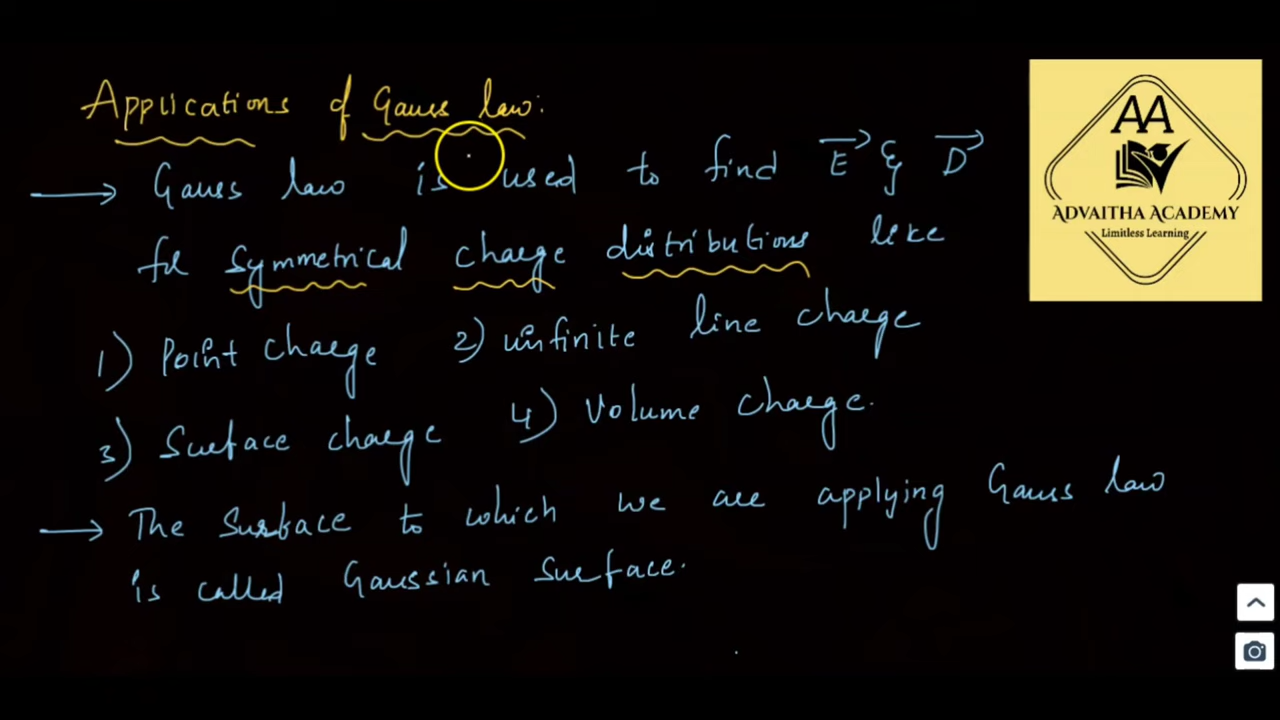 Applications of Gauss law:
→ Gauss law is used to find E & D
for symmetrical charge distributions like
1) Point charge 2) infinite line charge
3) Surface charge 4) Volume charge.
→ The Surface to which we are applying Gauss law
is called Gaussian Surface.
AA
ADVAITHA ACADEMY
Limitless Learning